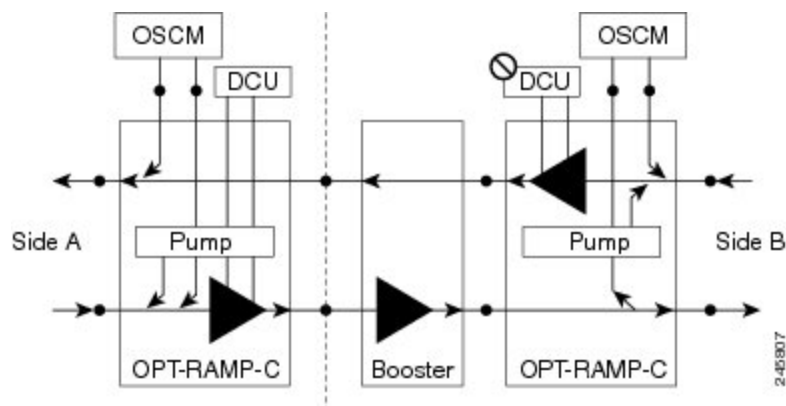 OSCM
OSCM
DCU
DCU
Side A
Pump
Pump
Side B
OPT-RAMP-C
Booster
OPT-RAMP-C
245807